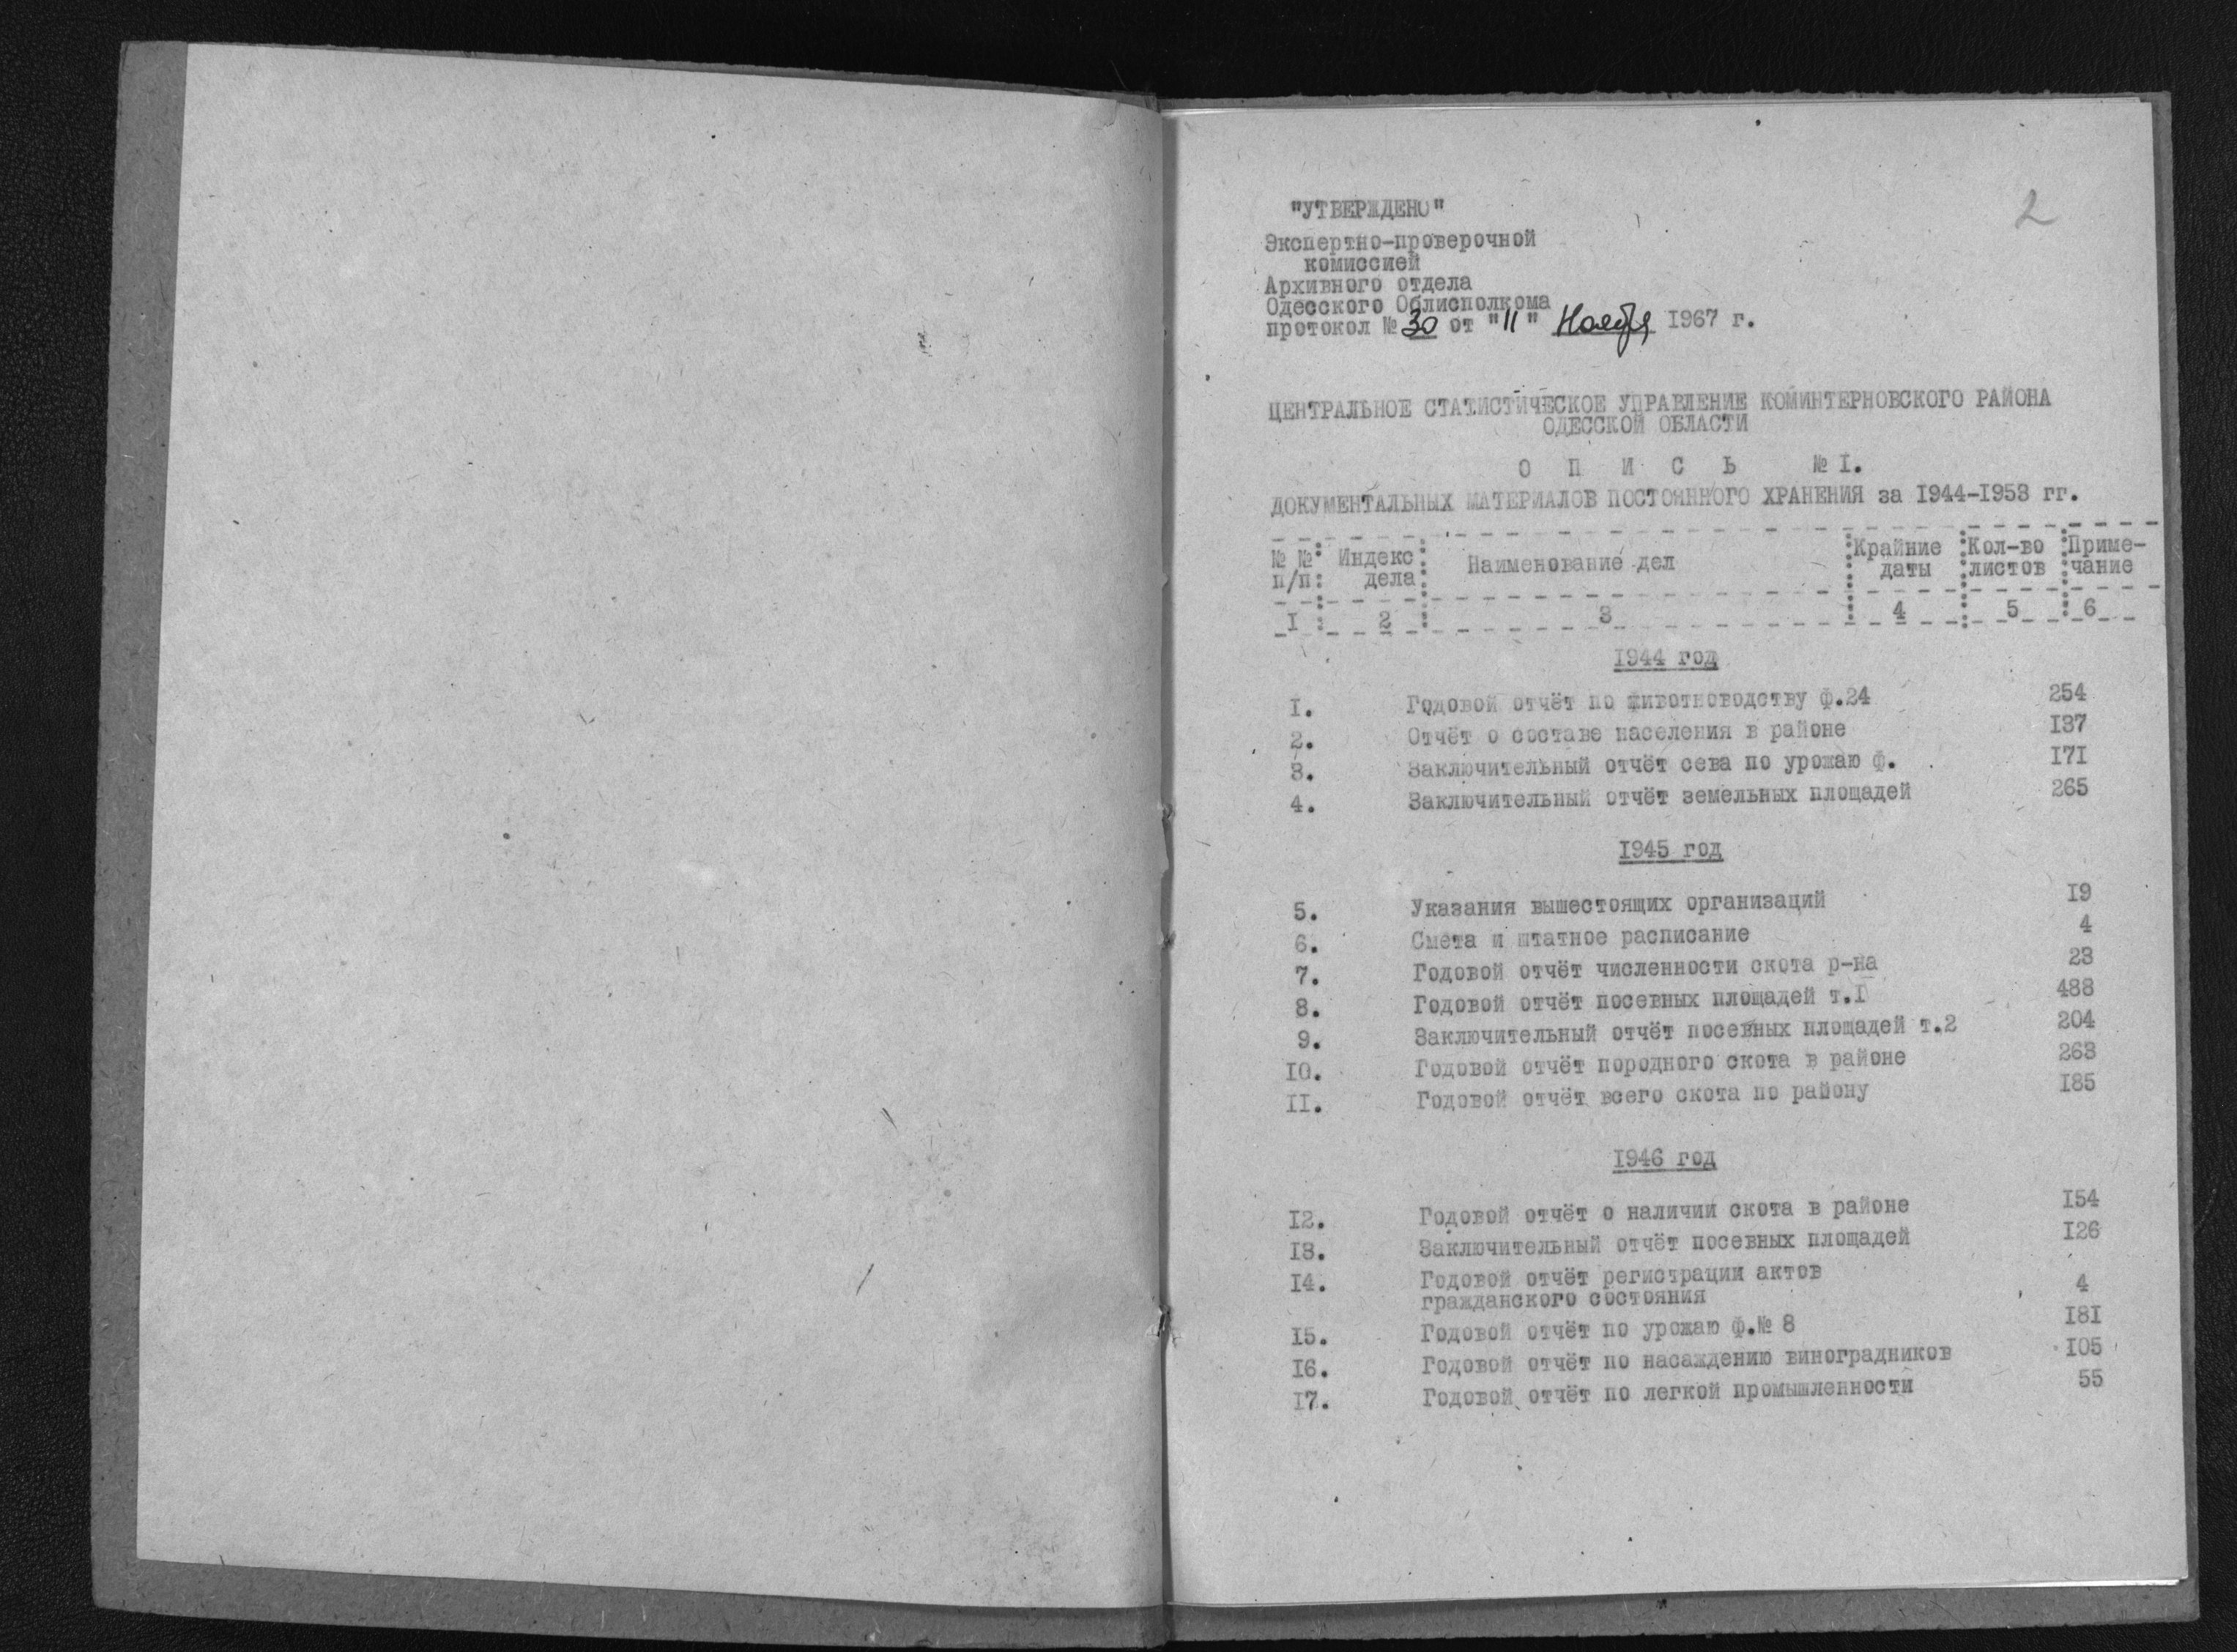 2
"УТВЕРЖДЕНО"
Экспертно-проверочной
комиссией
Архивного отдела
Одесского Облисполкома
протокол № 30 от "11" Ноября 1967 г.
ЦЕНТРАЛЬНОЕ СТАТИСТИЧЕСКОЕ УПРАВЛЕНИЕ КОМИНТЕРНОВСКОГО РАЙОНА
ОДЕССКОЙ ОБЛАСТИ
О П И С Ь № I.
ДОКУМЕНТАЛЬНЫХ МАТЕРИАЛОВ ПОСТОЯННОГО ХРАНЕНИЯ за 1944-1953 гг.
№ № п/п Индекс дела Наименование дел Крайние даты Кол-во листов Приме-чание
I 2 3 4 5 6
1944 год
I. Годовой отчёт по животноводству ф.24 254
2. Отчёт о составе населения в районе 137
3. Заключительный отчёт сева по урожаю ф. 171
4. Заключительный отчёт земельных площадей 265
1945 год
5. Указания вышестоящих организаций 19
6. Смета и штатное расписание 4
7. Годовой отчёт численности скота р-на 23
8. Годовой отчёт посевных площадей т.I 488
9. Заключительный отчёт посевных площадей т.2 204
10. Годовой отчёт породного скота в районе 263
11. Годовой отчёт всего скота по району 185
1946 год
12. Годовой отчёт о наличии скота в районе 154
13. Заключительный отчёт посевных площадей 126
14. Годовой отчёт регистрации актов
гражданского состояния 4
15. Годовой отчёт по урожаю ф.№ 8 181
16. Годовой отчёт по насаждению виноградников 105
17. Годовой отчёт по легкой промышленности 55